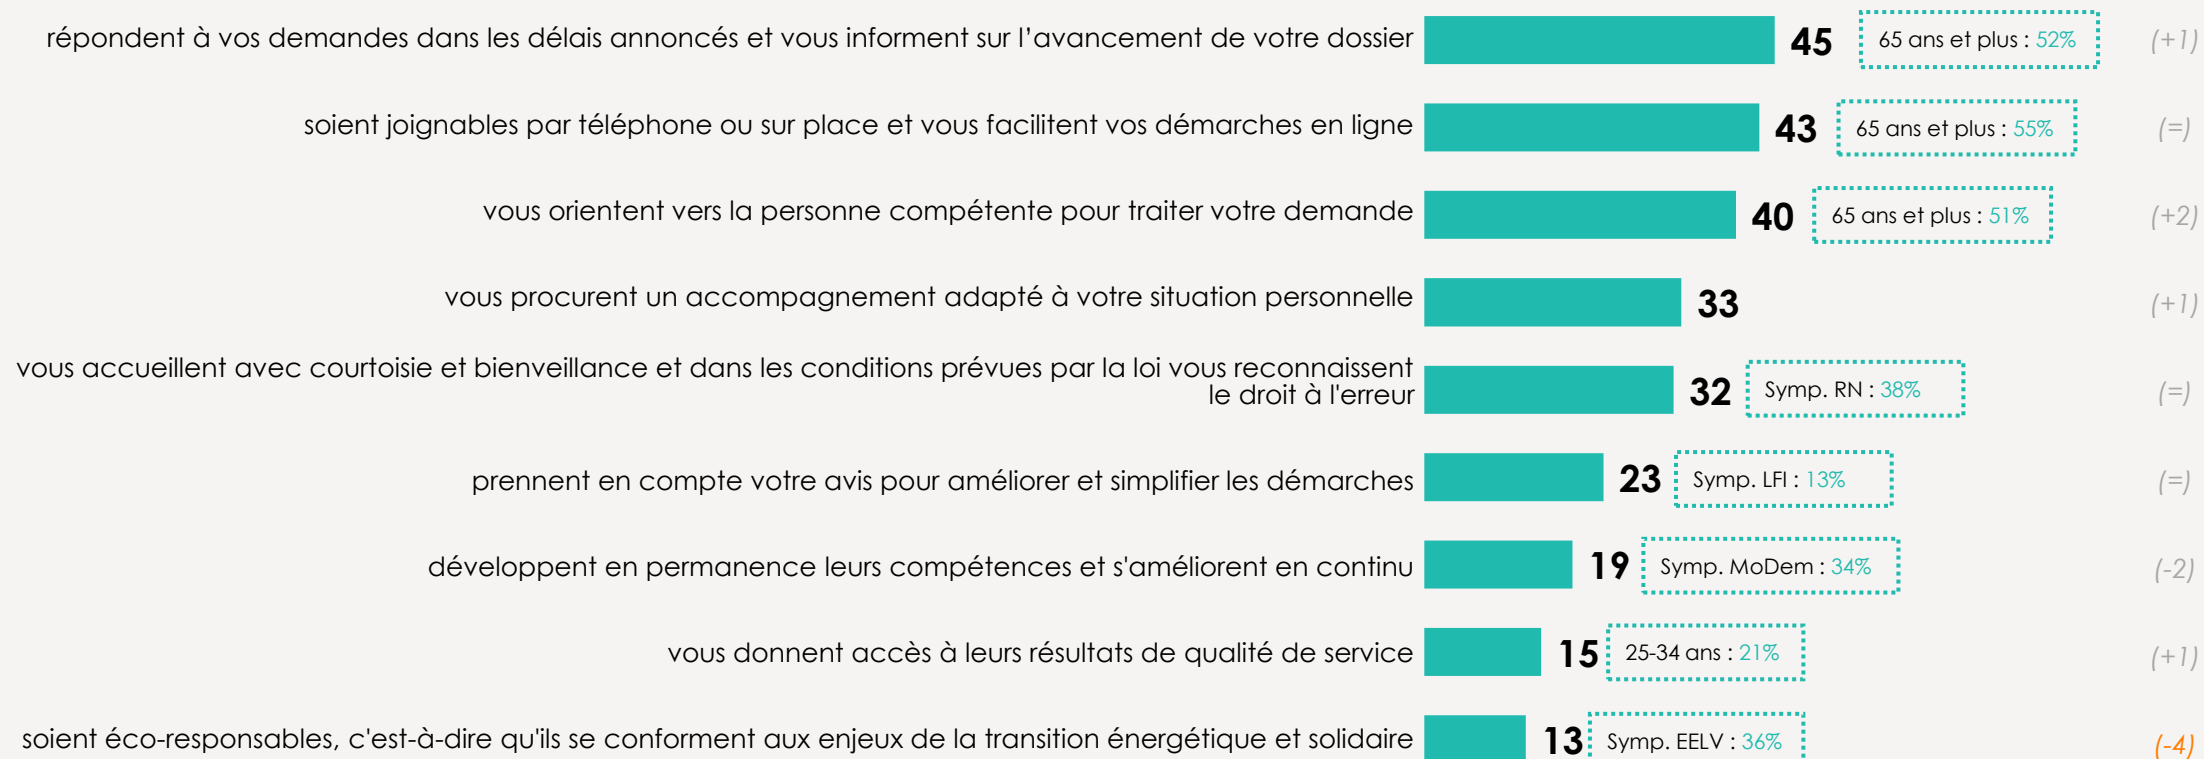 répondent à vos demandes dans les délais annoncés et vous informent sur l’avancement de votre dossier 45 65 ans et plus : 52% (+1)
soient joignables par téléphone ou sur place et vous facilitent vos démarches en ligne 43 65 ans et plus : 55% (=)
vous orientent vers la personne compétente pour traiter votre demande 40 65 ans et plus : 51% (+2)
vous procurent un accompagnement adapté à votre situation personnelle 33 (+1)
vous accueillent avec courtoisie et bienveillance et dans les conditions prévues par la loi vous reconnaissent
le droit à l'erreur 32 Symp. RN : 38% (=)
prennent en compte votre avis pour améliorer et simplifier les démarches 23 Symp. LFI : 13% (=)
développent en permanence leurs compétences et s'améliorent en continu 19 Symp. MoDem : 34% (-2)
vous donnent accès à leurs résultats de qualité de service 15 25-34 ans : 21% (+1)
soient éco-responsables, c'est-à-dire qu'ils se conforment aux enjeux de la transition énergétique et solidaire 13 Symp. EELV : 36% (-4)